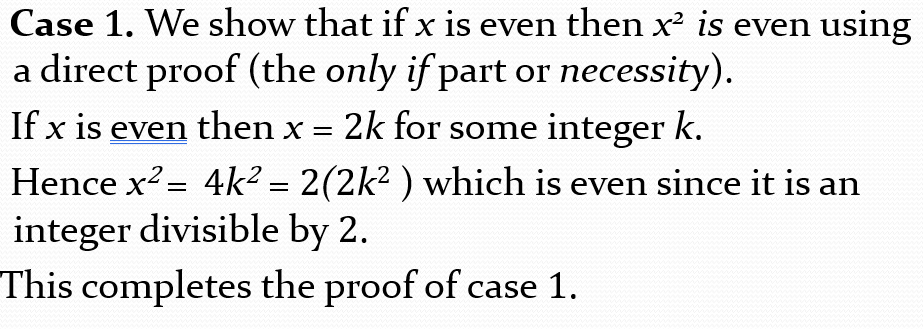 Case 1. We show that if x is even then x² is even using
a direct proof (the only if part or necessity).
If x is even then x = 2k for some integer k.
Hence x² = 4k² = 2(2k² ) which is even since it is an
integer divisible by 2.
This completes the proof of case 1.